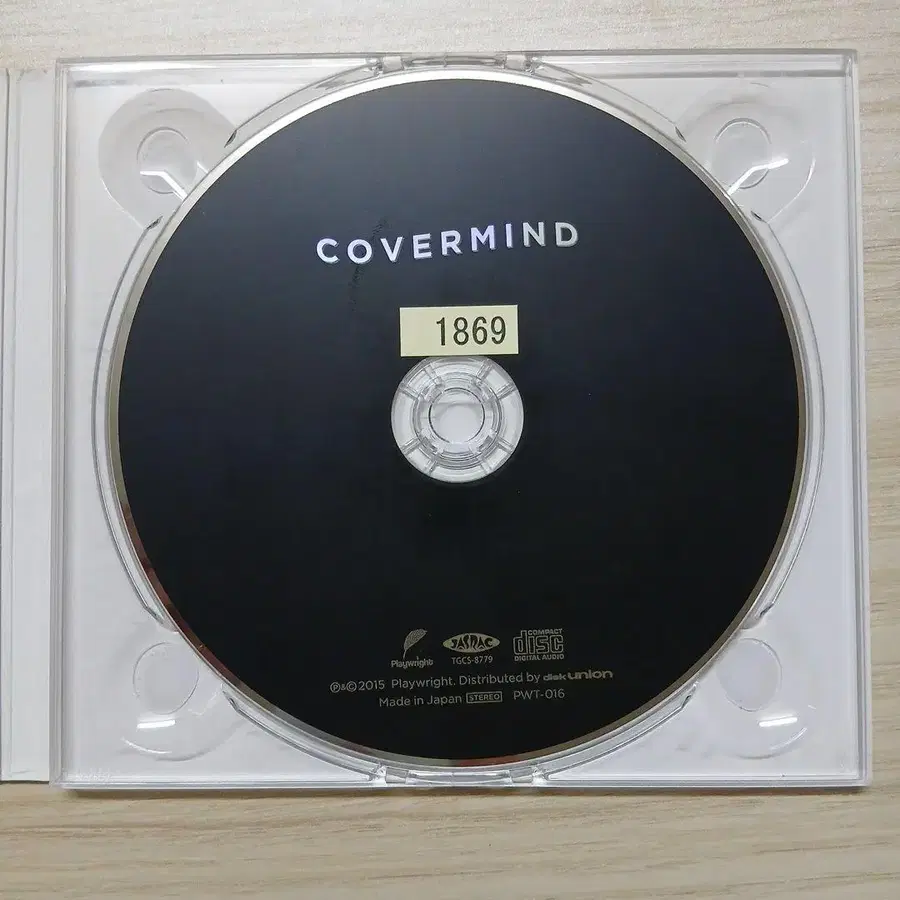 COVERMIND
1869
Playwright
JASRAC
TGCS-8779
COMPACT
disc
DIGITAL AUDIO
℗&©2015 Playwright. Distributed by disk union
Made in Japan STEREO PWT-016